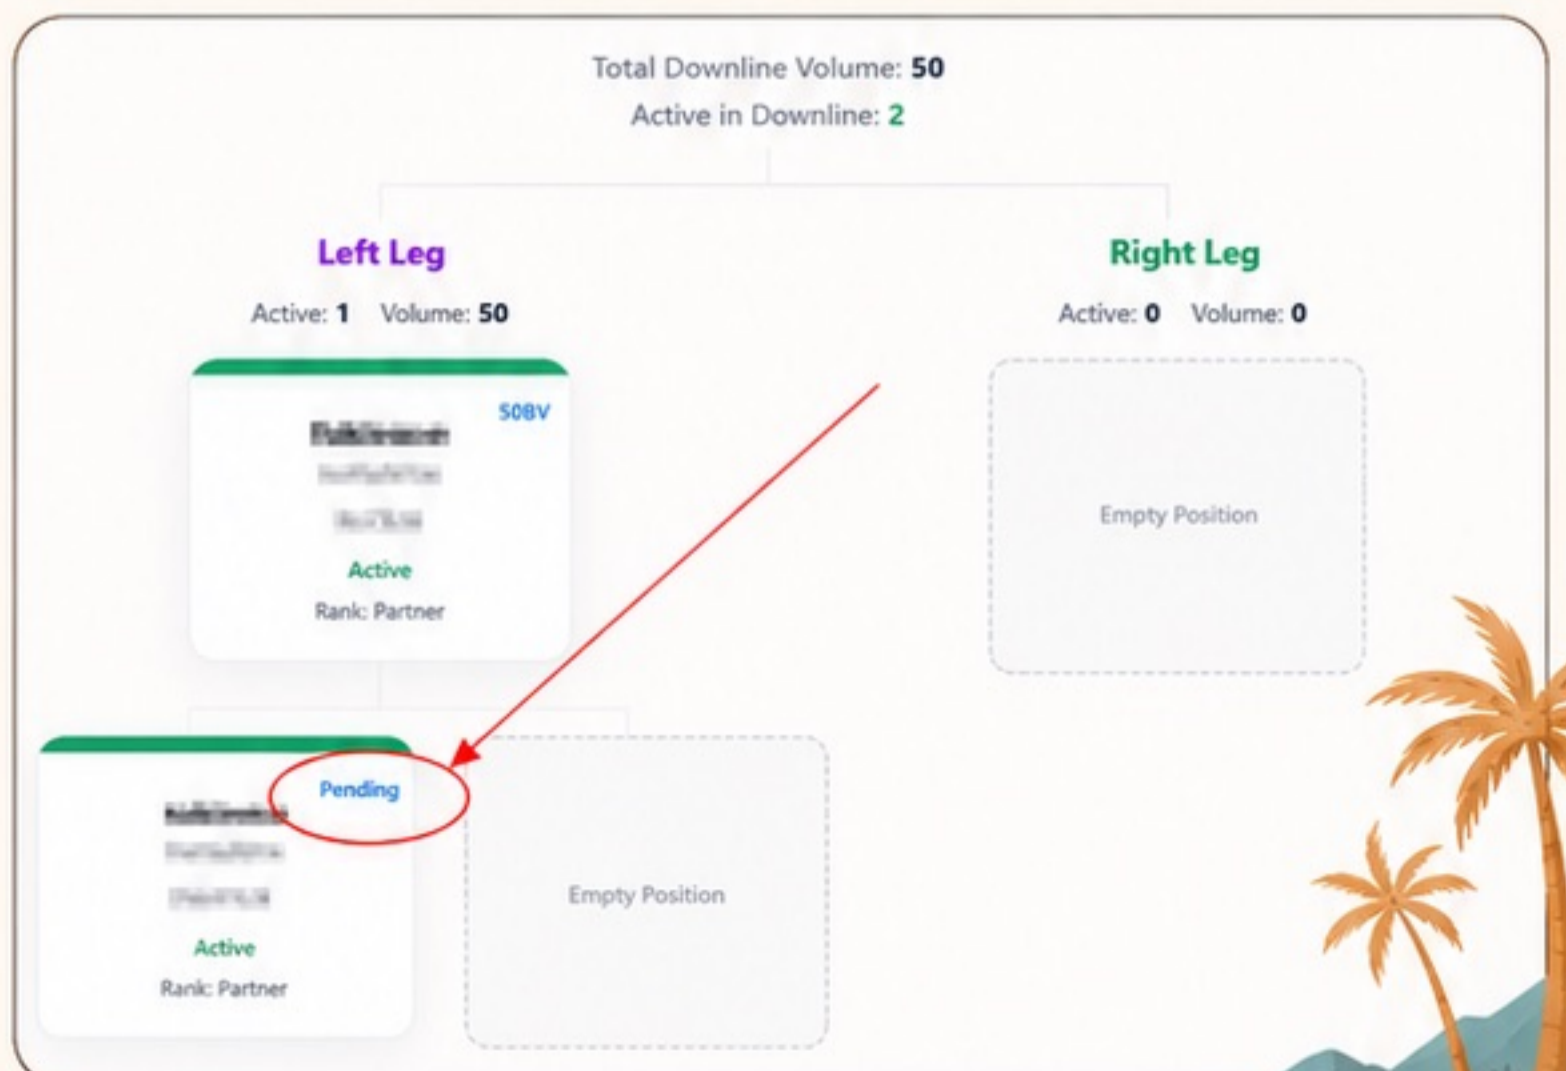 Total Downline Volume: 50
Active in Downline: 2
Left Leg
Right Leg
Active: 1 Volume: 50
Active: 0 Volume: 0
50BV
Active
Rank: Partner
Empty Position
Pending
Active
Rank: Partner
Empty Position